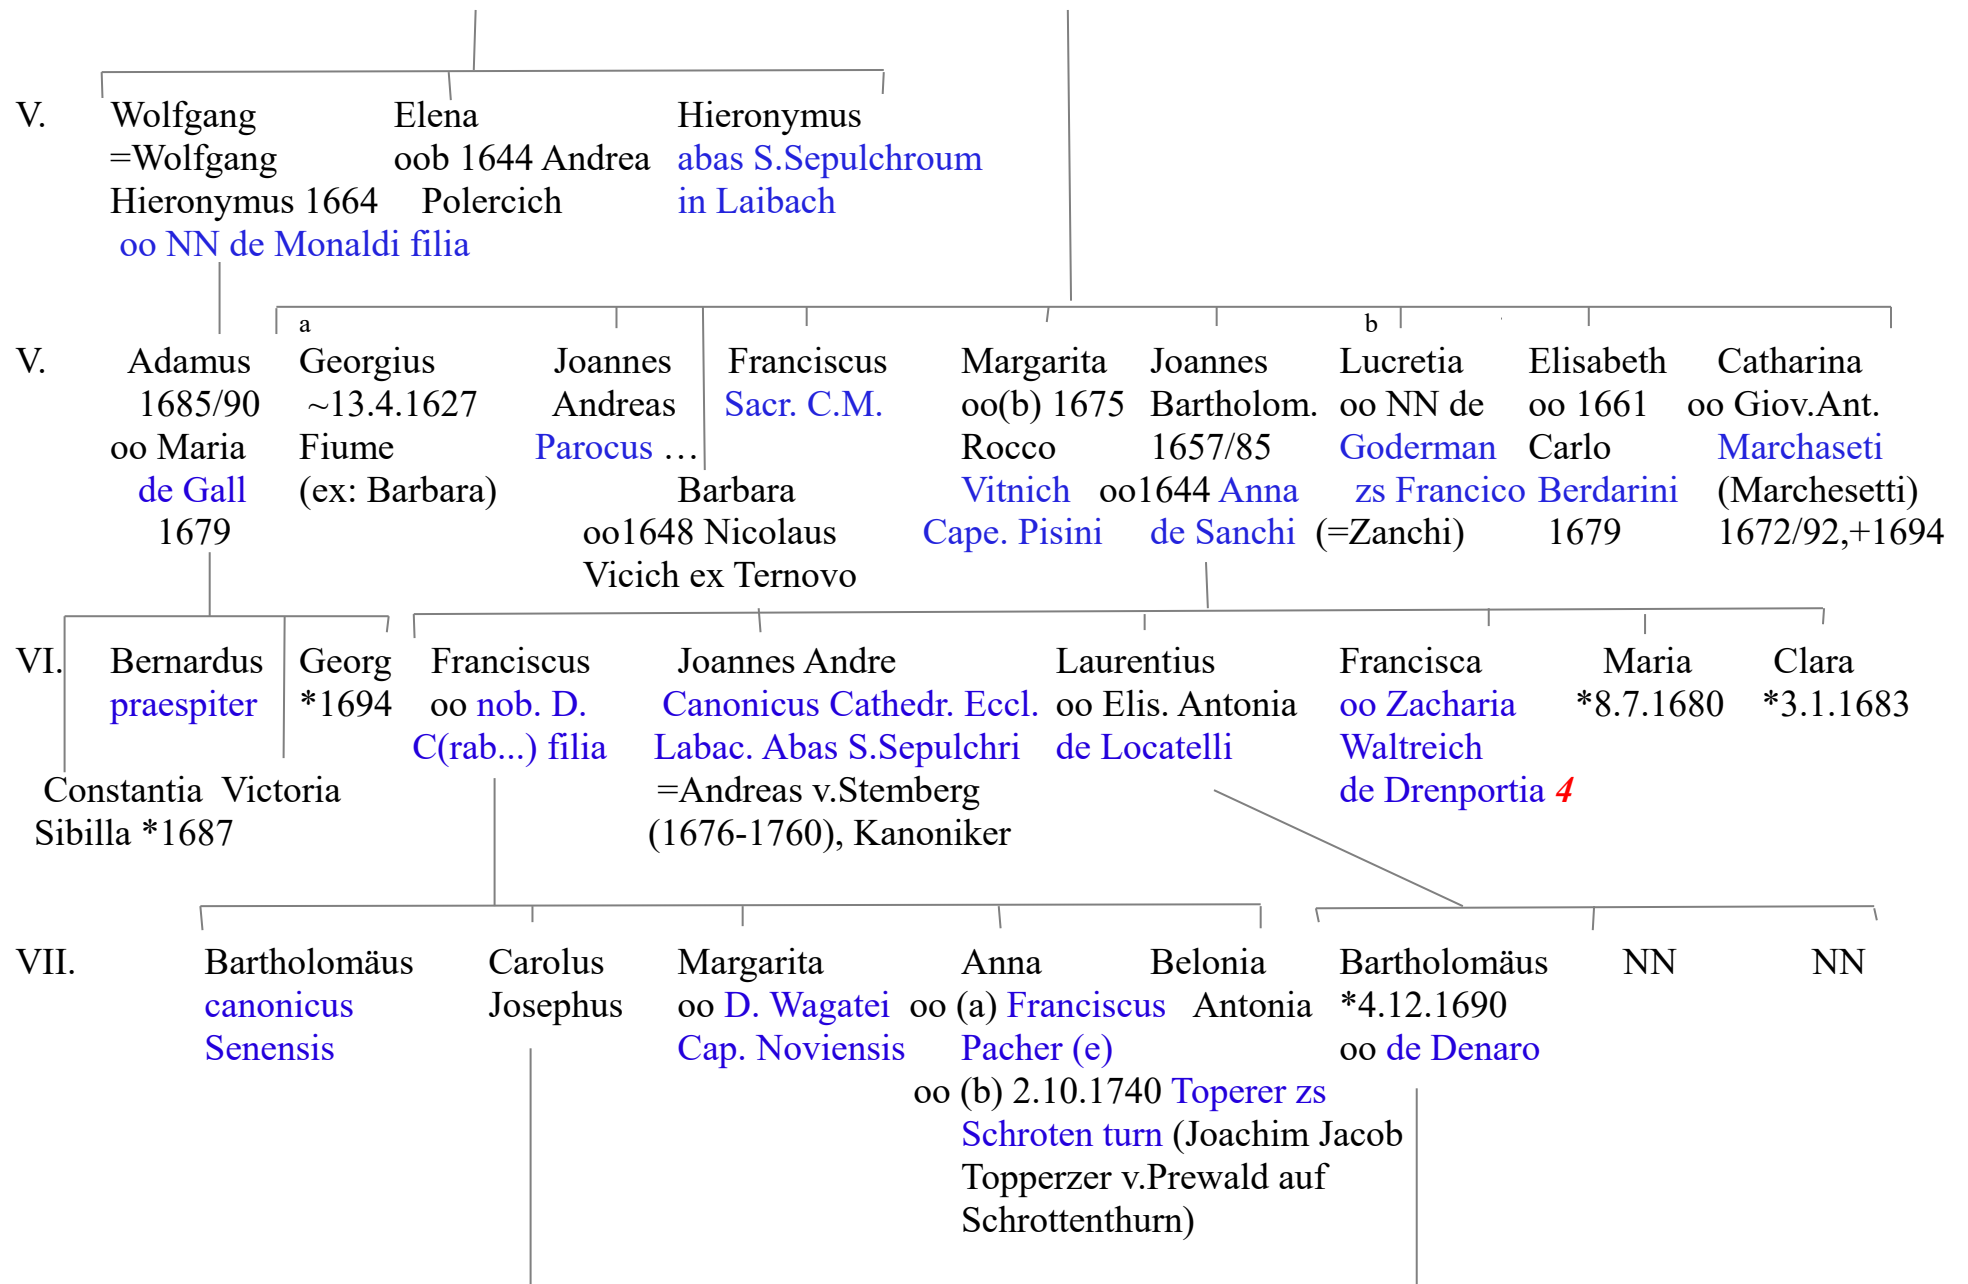 V. Wolfgang Elena Hieronymus
=Wolfgang oob 1644 Andrea abas S.Sepulchroum
Hieronymus 1664 Polercich in Laibach
oo NN de Monaldi filia
a b
V. Adamus Georgius Joannes Franciscus Margarita Joannes Lucretia Elisabeth Catharina
1685/90 ~13.4.1627 Andreas Sacr. C.M. oo(b) 1675 Bartholom. oo NN de oo 1661 oo Giov.Ant.
oo Maria Fiume Parocus … Rocco 1657/85 Goderman Carlo Marchaseti
de Gall (ex: Barbara) Barbara Vitnich oo1644 Anna zs Francico Berdarini (Marchesetti)
1679 oo1648 Nicolaus Cape. Pisini de Sanchi (=Zanchi) 1679 1672/92,+1694
Vicich ex Ternovo
VI. Bernardus Georg Franciscus Joannes Andre Laurentius Francisca Maria Clara
praespiter *1694 oo nob. D. Canonicus Cathedr. Eccl. oo Elis. Antonia oo Zacharia *8.7.1680 *3.1.1683
C(rab...) filia Labac. Abas S.Sepulchri de Locatelli Waltreich
Constantia Victoria =Andreas v.Stemberg de Drenportia 4
Sibilla *1687 (1676-1760), Kanoniker
VII. Bartholomäus Carolus Margarita Anna Belonia Bartholomäus NN NN
canonicus Josephus oo D. Wagatei oo (a) Franciscus Antonia *4.12.1690
Senensis Cap. Noviensis Pacher (e) oo de Denaro
oo (b) 2.10.1740 Toperer zs
Schroten turn (Joachim Jacob
Topperzer v.Prewald auf
Schrottenthurn)